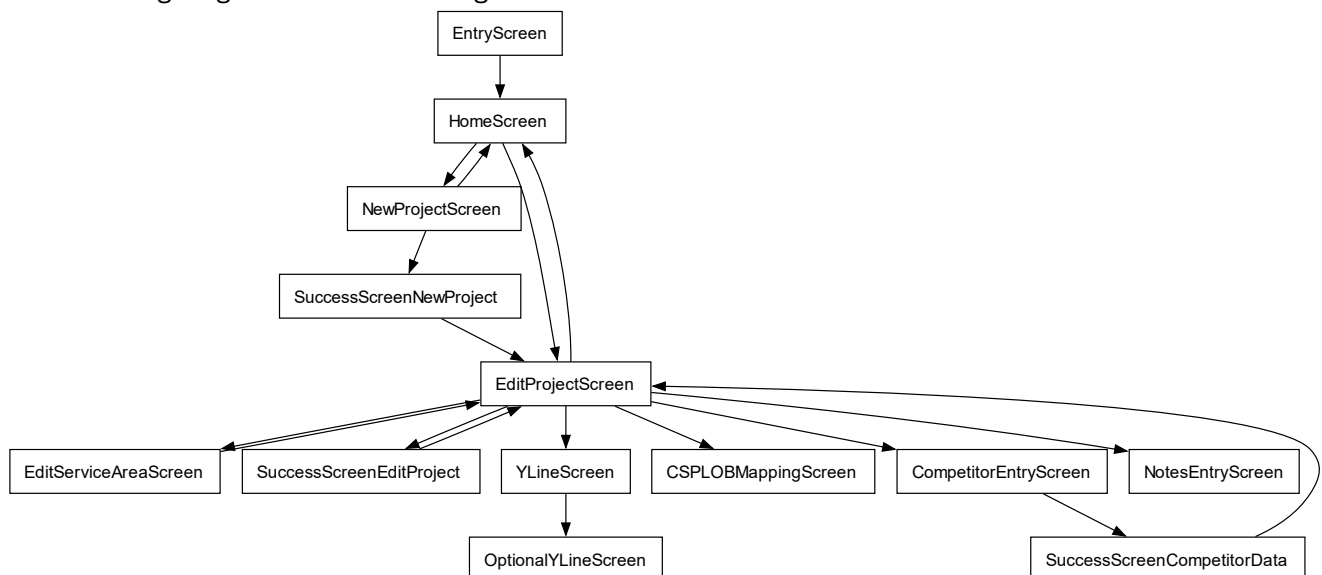 EntryScreen
HomeScreen
NewProjectScreen
SuccessScreenNewProject
EditProjectScreen
EditServiceAreaScreen
SuccessScreenEditProject
YLineScreen
CSPLOBMappingScreen
CompetitorEntryScreen
NotesEntryScreen
OptionalYLineScreen
SuccessScreenCompetitorData